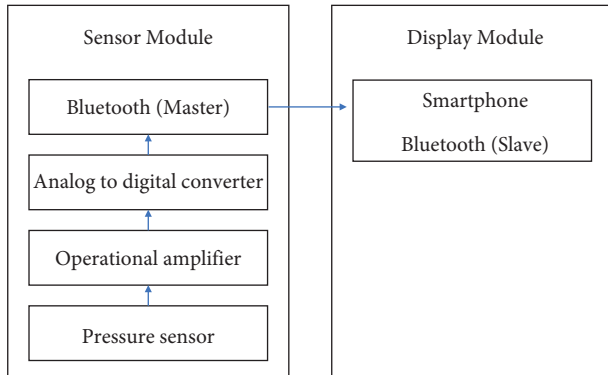 Sensor Module
Bluetooth (Master)
Analog to digital converter
Operational amplifier
Pressure sensor
Display Module
Smartphone
Bluetooth (Slave)